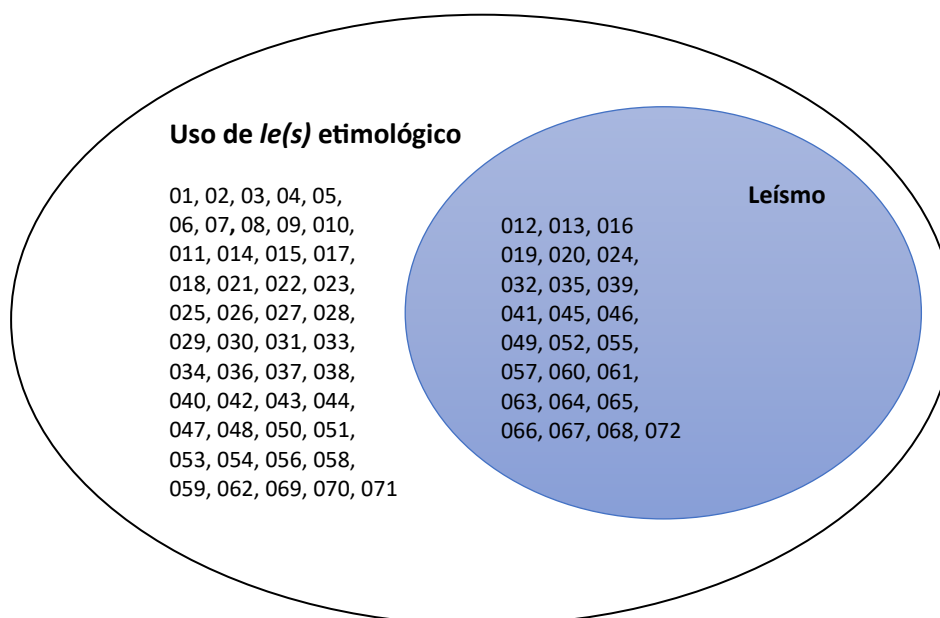 Uso de le(s) etimológico
01, 02, 03, 04, 05,
06, 07, 08, 09, 010,
011, 014, 015, 017,
018, 021, 022, 023,
025, 026, 027, 028,
029, 030, 031, 033,
034, 036, 037, 038,
040, 042, 043, 044,
047, 048, 050, 051,
053, 054, 056, 058,
059, 062, 069, 070, 071
Leísmo
012, 013, 016
019, 020, 024,
032, 035, 039,
041, 045, 046,
049, 052, 055,
057, 060, 061,
063, 064, 065,
066, 067, 068, 072